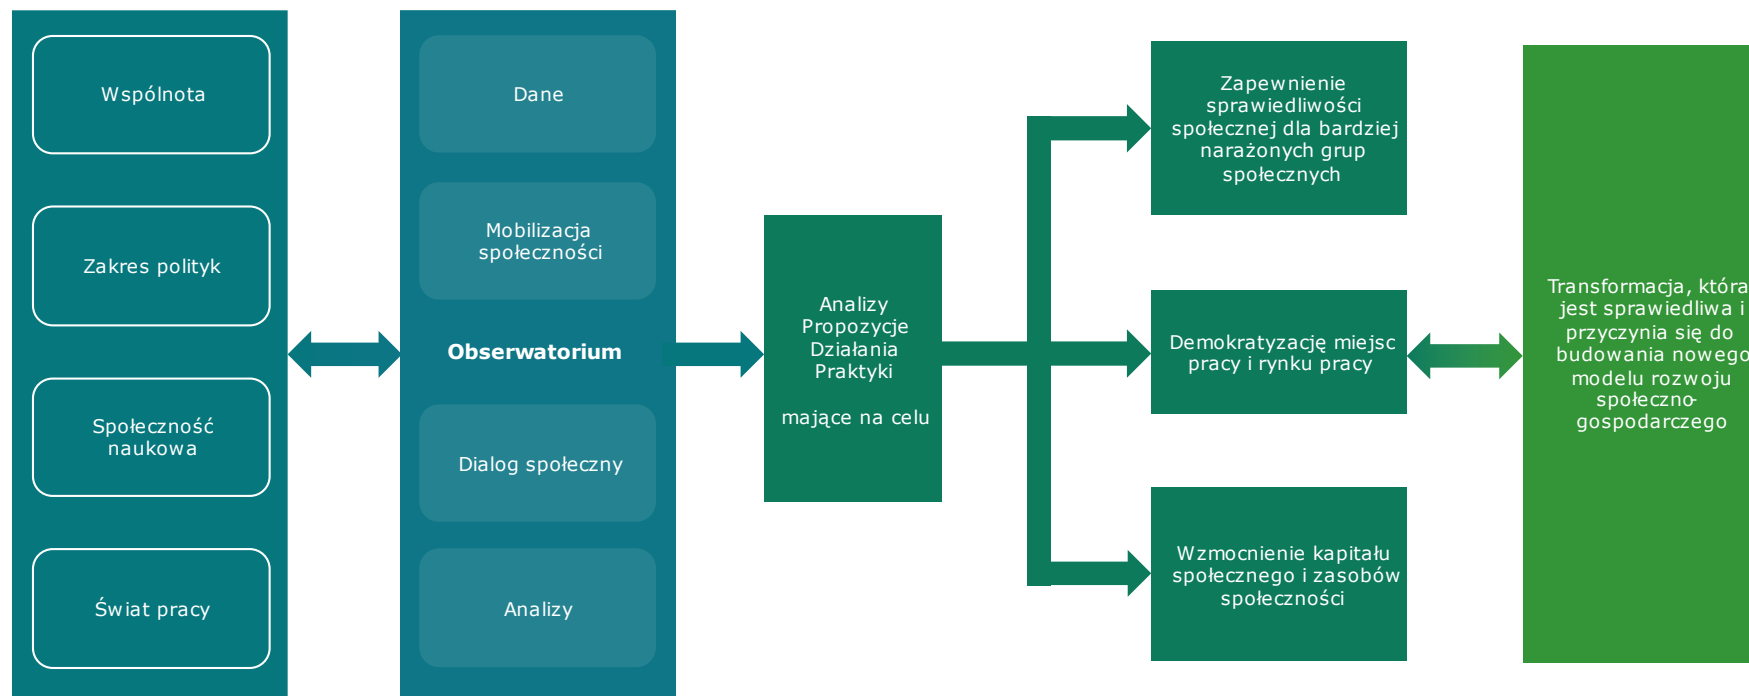 Wspólnota
Zakres polityk
Społeczność
naukowa
Świat pracy
Dane
Mobilizacja
społeczności
Obserwatorium
Dialog społeczny
Analizy
Analizy
Propozycje
Działania
Praktyki
mające na celu
Zapewnienie
sprawiedliwości
społecznej dla bardziej
narażonych grup
społecznych
Demokratyzację miejsc
pracy i rynku pracy
Wzmocnienie kapitału
społecznego i zasobów
społeczności
Transformacja, która
jest sprawiedliwa i
przyczynia się do
budowania nowego
modelu rozwoju
społeczno-
gospodarczego